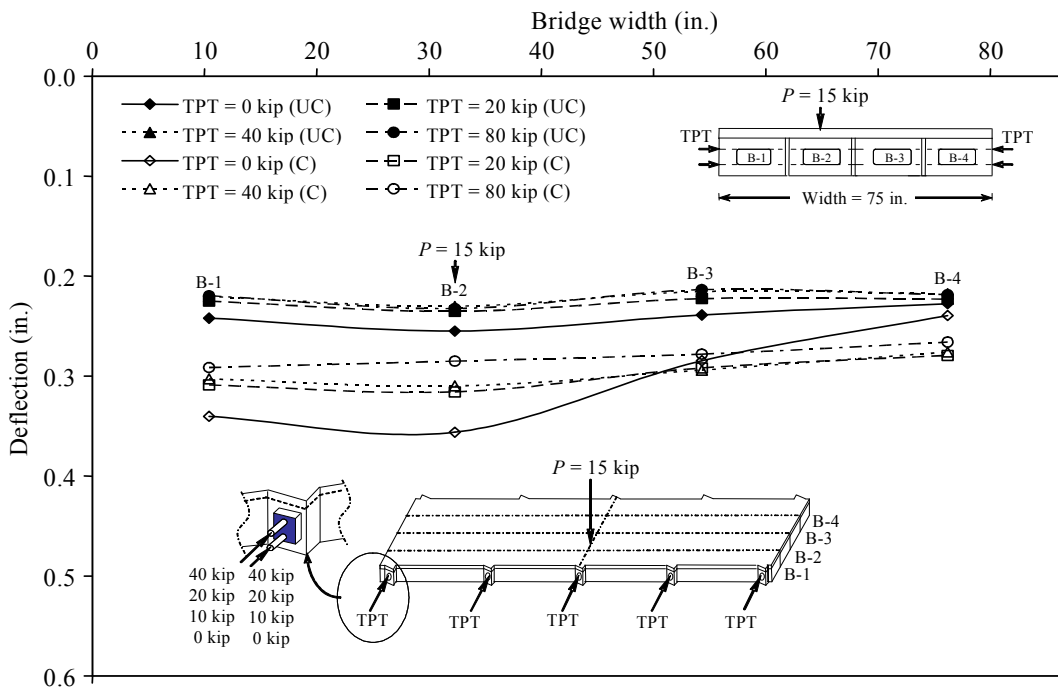 Bridge width (in.)
0 10 20 30 40 50 60 70 80
0.0
0.1
0.2
0.3
0.4
0.5
0.6
Deflection (in.)
TPT = 0 kip (UC) TPT = 20 kip (UC)
TPT = 40 kip (UC) TPT = 80 kip (UC)
TPT = 0 kip (C) TPT = 20 kip (C)
TPT = 40 kip (C) TPT = 80 kip (C)
P = 15 kip
TPT TPT
B-1 B-2 B-3 B-4
Width = 75 in.
P = 15 kip
B-1 B-2 B-3 B-4
P = 15 kip
B-4
B-3
B-2
B-1
40 kip 40 kip
20 kip 20 kip
10 kip 10 kip
0 kip 0 kip
TPT TPT TPT TPT TPT